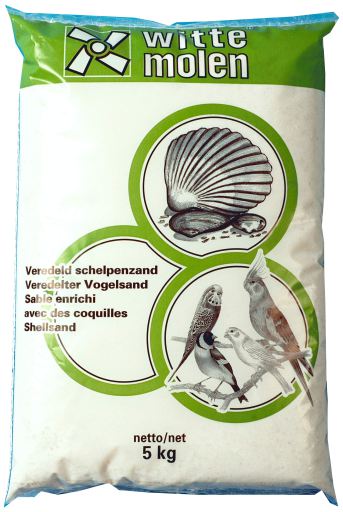 witte
molen
Veredeld schelpenzand
Veredelter Vogelsand
Sable enrichi
avec des coquilles
Shellsand
netto/net
5 kg